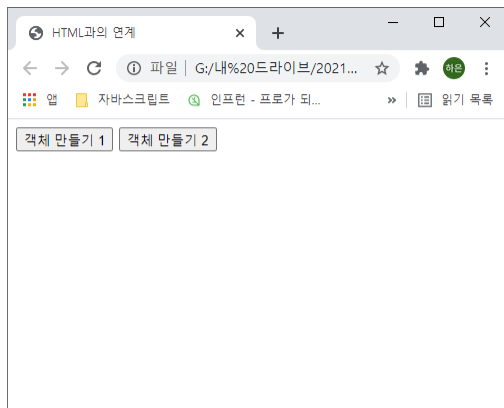 HTML과의 연계
파일 G:/내%20드라이브/2021... 하은
앱 자바스크립트 인프런 - 프로가 되... » 읽기 목록
객체 만들기 1 객체 만들기 2